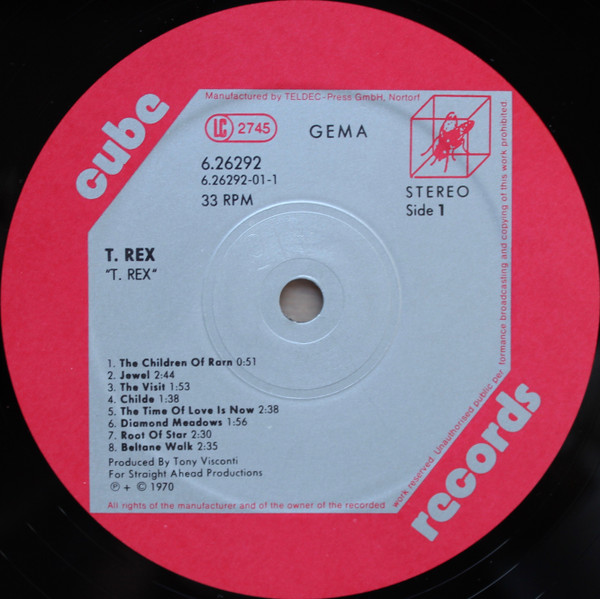 cube
Manufactured by TELDEC-Press GmbH, Nortorf
LC 2745
GEMA
6.26292
6.26292-01-1
33 RPM
STEREO
Side 1
T. REX
"T. REX"
1. The Children Of Rarn 0:51
2. Jewel 2:44
3. The Visit 1:53
4. Childe 1:38
5. The Time Of Love Is Now 2:38
6. Diamond Meadows 1:56
7. Root Of Star 2:30
8. Beltane Walk 2:35
Produced By Tony Visconti
For Straight Ahead Productions
℗ + © 1970
All rights of the manufacturer and of the owner of the recorded
work reserved. Unauthorised public per
formance broadcasting and copying of this work prohibited.
records